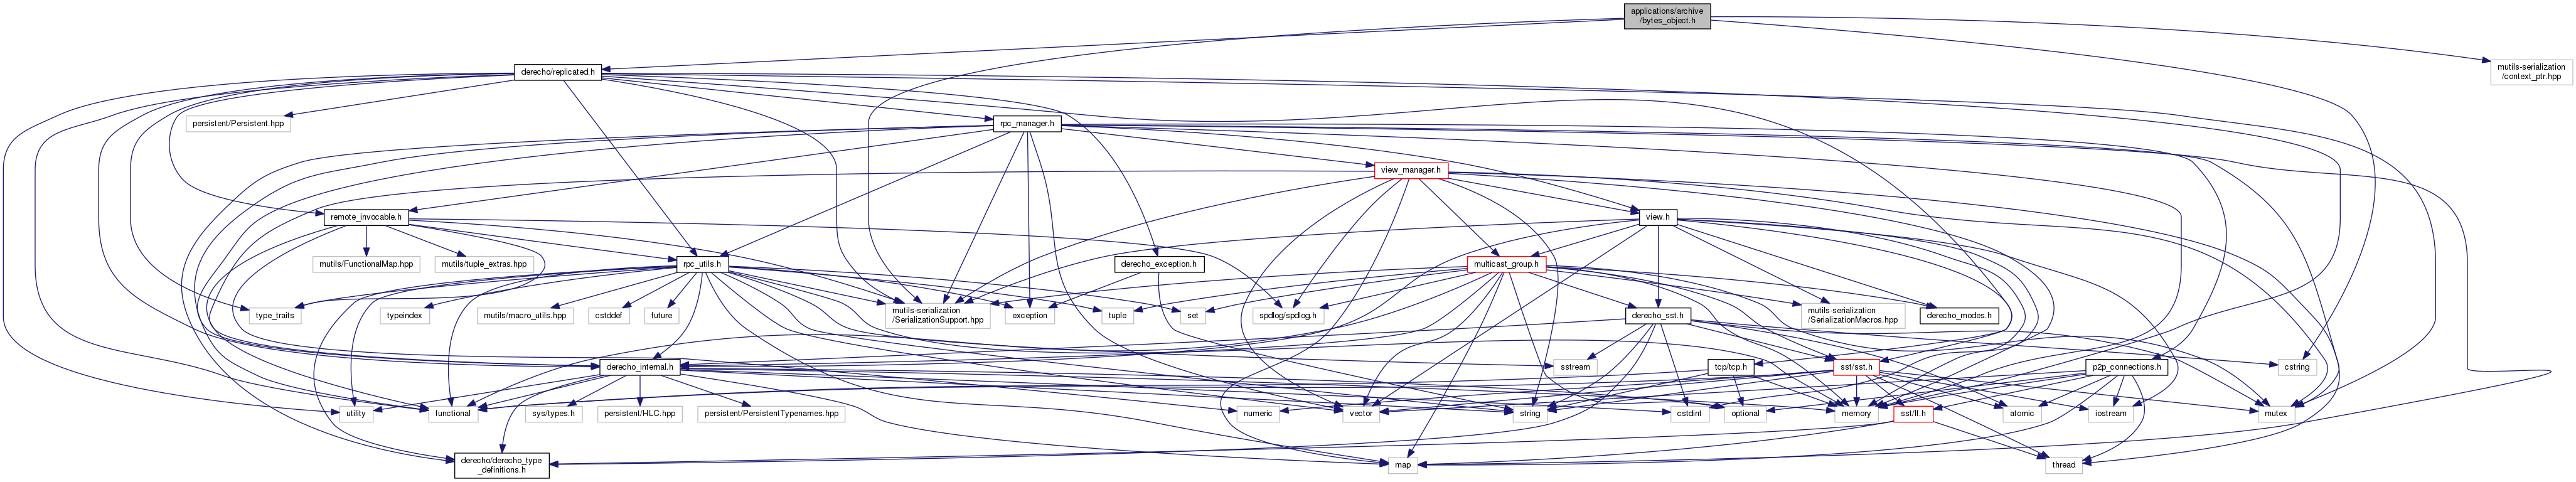 applications/archive
/bytes_object.h
derecho/replicated.h
mutils-serialization
/context_ptr.hpp
persistent/Persistent.hpp
rpc_manager.h
view_manager.h
remote_invocable.h
view.h
mutils/FunctionalMap.hpp
mutils/tuple_extras.hpp
rpc_utils.h
derecho_exception.h
multicast_group.h
type_traits
typeindex
mutils/macro_utils.hpp
cstddef
future
mutils-serialization
/SerializationSupport.hpp
exception
tuple
set
spdlog/spdlog.h
derecho_sst.h
mutils-serialization
/SerializationMacros.hpp
derecho_modes.h
derecho_internal.h
sstream
tcp/tcp.h
sst/sst.h
p2p_connections.h
cstring
utility
functional
sys/types.h
persistent/HLC.hpp
persistent/PersistentTypenames.hpp
numeric
vector
string
cstdint
optional
memory
sst/lf.h
atomic
iostream
mutex
derecho/derecho_type
_definitions.h
map
thread